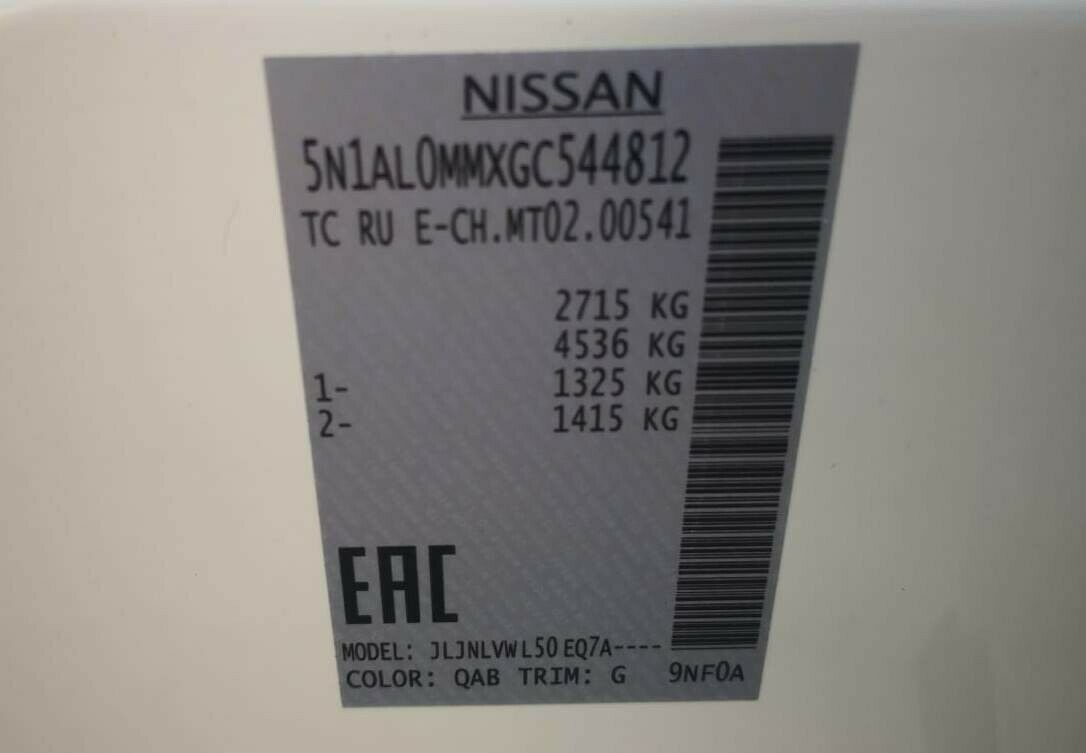 NISSAN
5N1AL0MMXGC544812
TC RU E-CH.MT02.00541
2715 KG
4536 KG
1- 1325 KG
2- 1415 KG
EAC
MODEL: JLJNLVWL50EQ7A----
COLOR: QAB TRIM: G 9NF0A